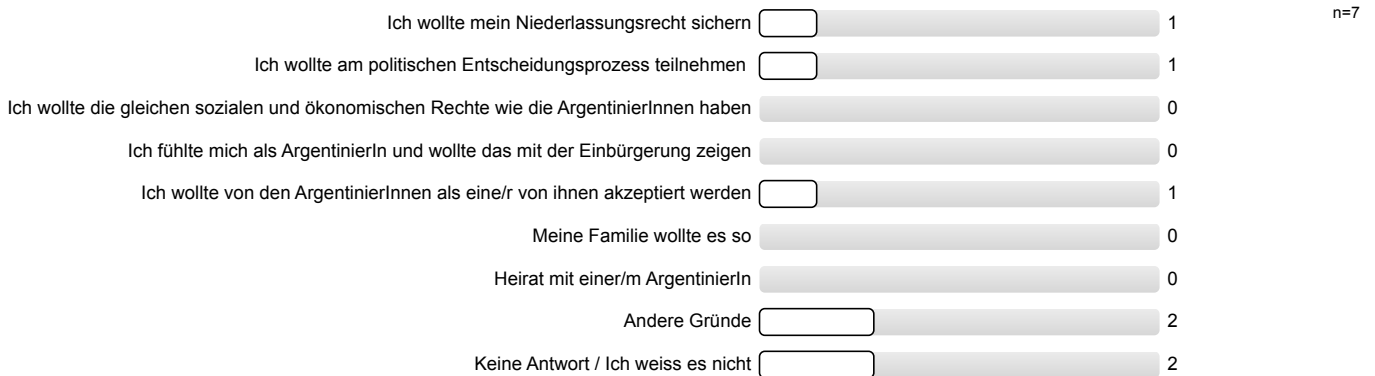 Ich wollte mein Niederlassungsrecht sichern 1 n=7
Ich wollte am politischen Entscheidungsprozess teilnehmen 1
Ich wollte die gleichen sozialen und ökonomischen Rechte wie die ArgentinierInnen haben 0
Ich fühlte mich als ArgentinierIn und wollte das mit der Einbürgerung zeigen 0
Ich wollte von den ArgentinierInnen als eine/r von ihnen akzeptiert werden 1
Meine Familie wollte es so 0
Heirat mit einer/m ArgentinierIn 0
Andere Gründe 2
Keine Antwort / Ich weiss es nicht 2